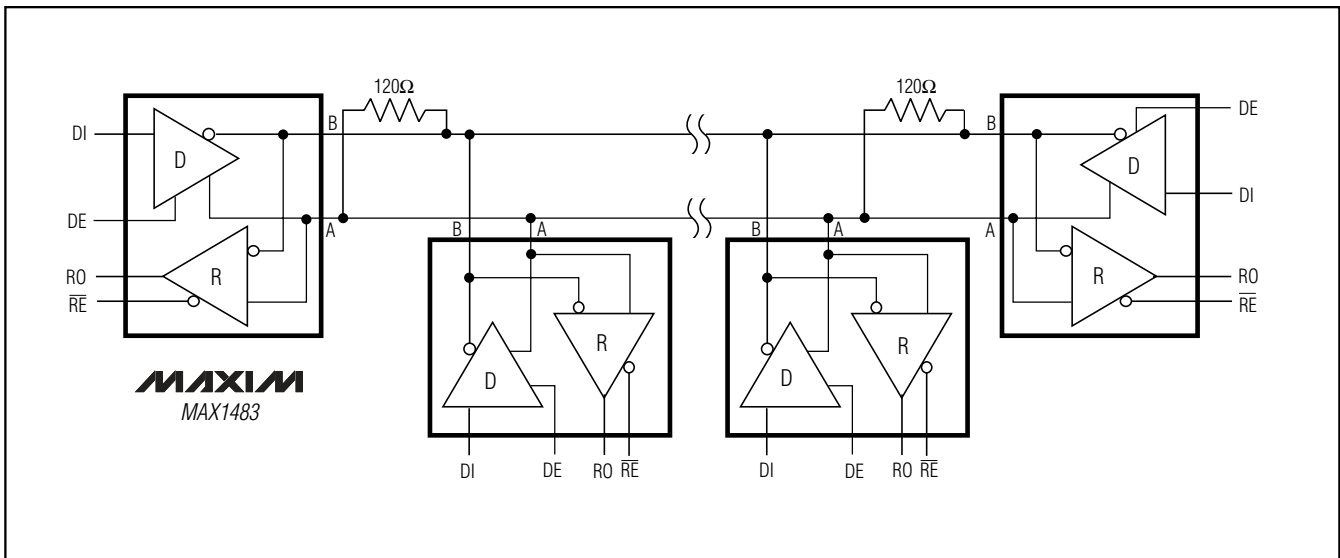 120Ω 120Ω
DI D B B D DE
DI
DE A B A B A A
RO R R RO
RE RE
D R D R
MAXIM
MAX1483
DI DE RO RE DI DE RO RE